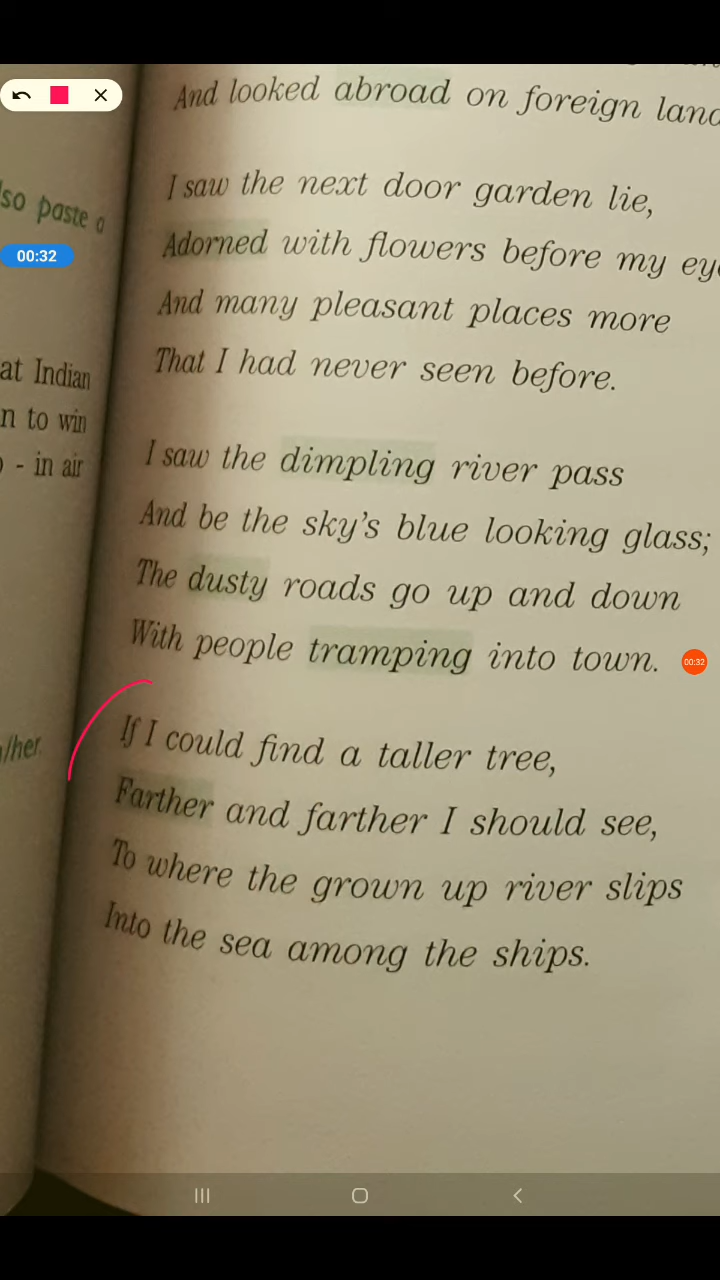 And looked abroad on foreign
00:32
I saw the next door garden lie,
Adorned with flowers before my
And many pleasant places more
That I had never seen before.
I saw the dimpling river pass
And be the sky's blue looking glass;
The dusty roads go up and down
With people tramping into town.
00:32
If I could find a taller tree,
Farther and farther I should see,
To where the grown up river slips
Into the sea among the ships.
so paste a
at Indian
n to win
- in air
/her.